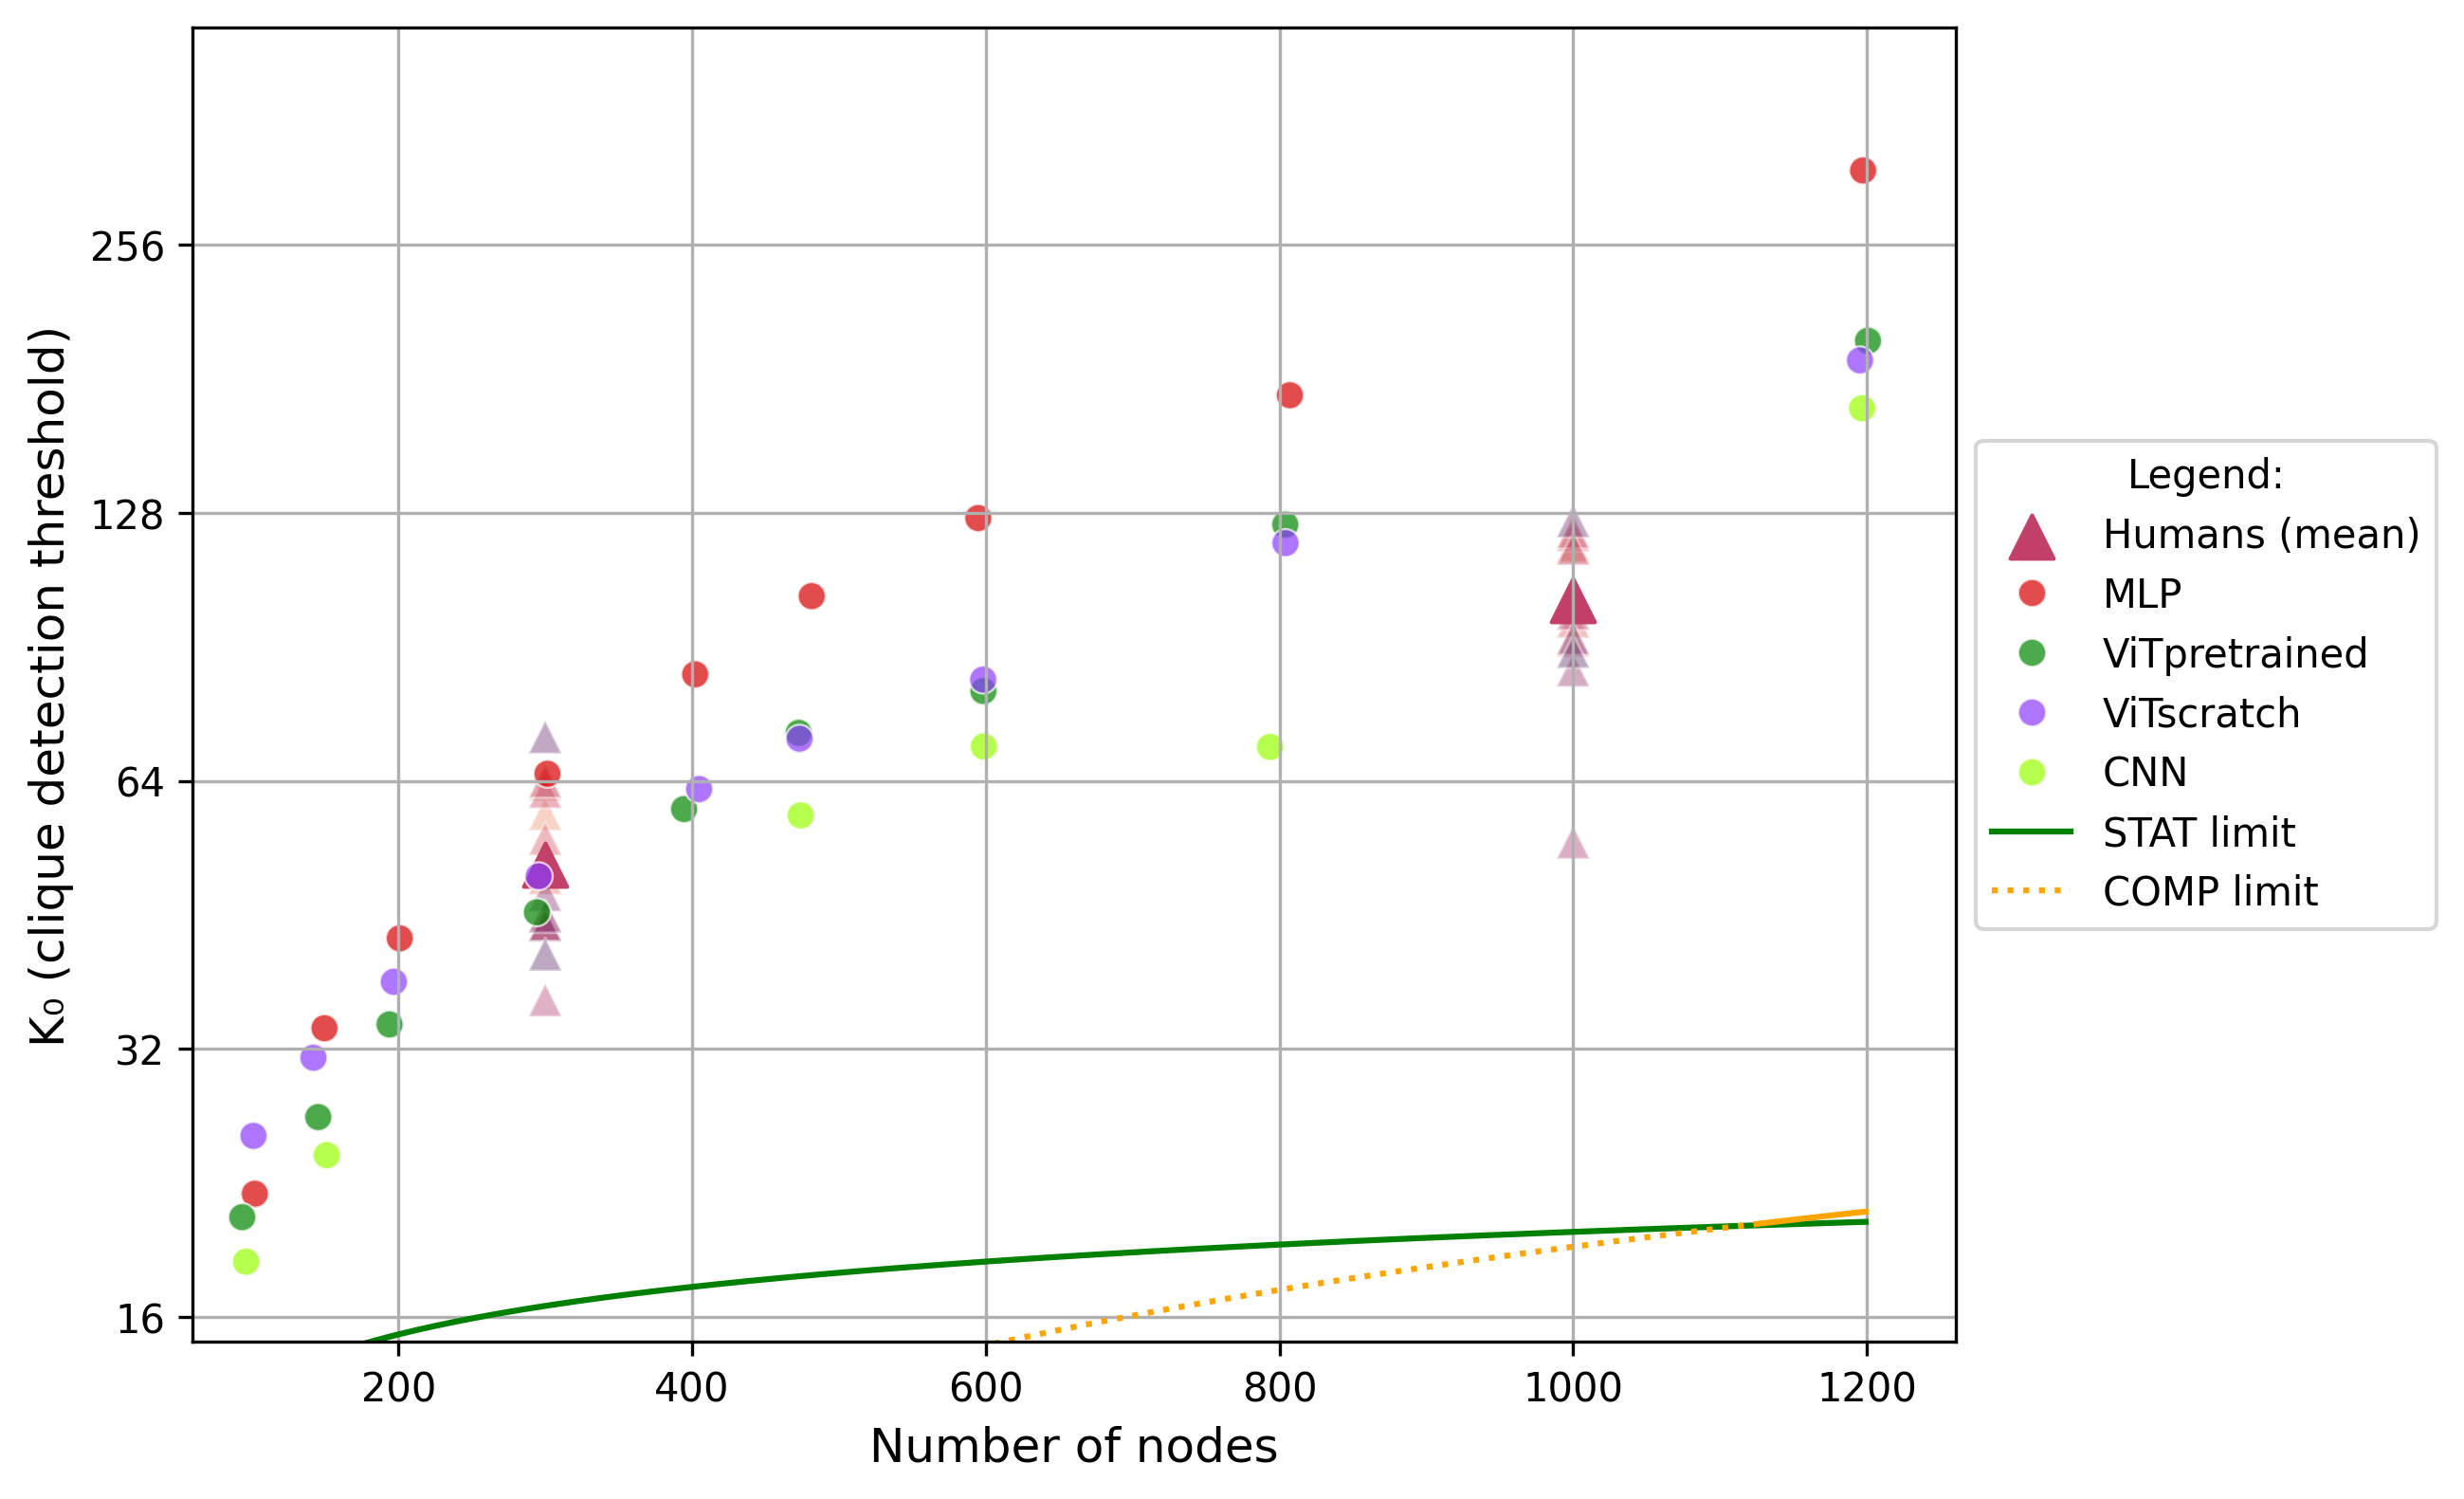 K₀ (clique detection threshold)
256
128
64
32
16
200
400
600
800
1000
1200
Number of nodes
Legend:
Humans (mean)
MLP
ViTpretrained
ViTscratch
CNN
STAT limit
COMP limit